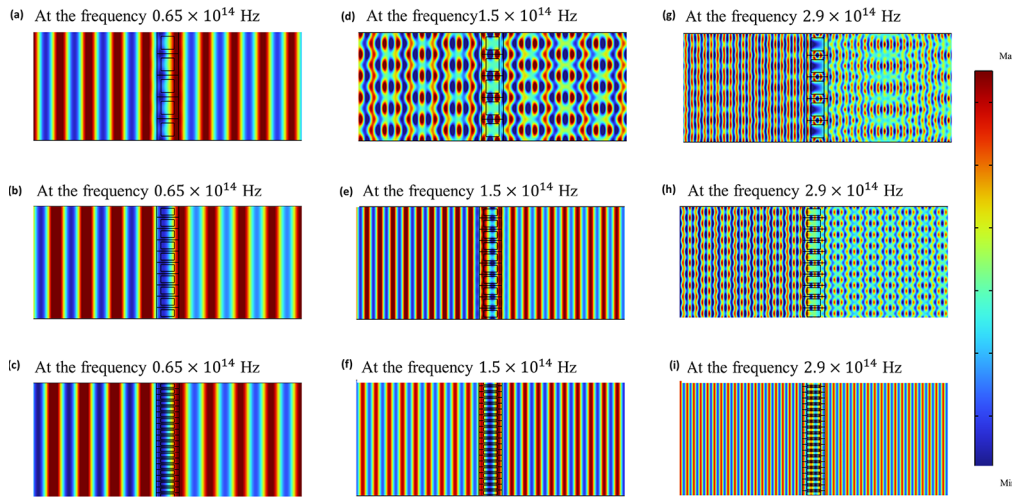 (a) At the frequency 0.65 × 10¹⁴ Hz
(d) At the frequency1.5 × 10¹⁴ Hz
(g) At the frequency 2.9 × 10¹⁴ Hz
Ma
(b) At the frequency 0.65 × 10¹⁴ Hz
(e) At the frequency 1.5 × 10¹⁴ Hz
(h) At the frequency 2.9 × 10¹⁴ Hz
(c) At the frequency 0.65 × 10¹⁴ Hz
(f) At the frequency 1.5 × 10¹⁴ Hz
(i) At the frequency 2.9 × 10¹⁴ Hz
Mi